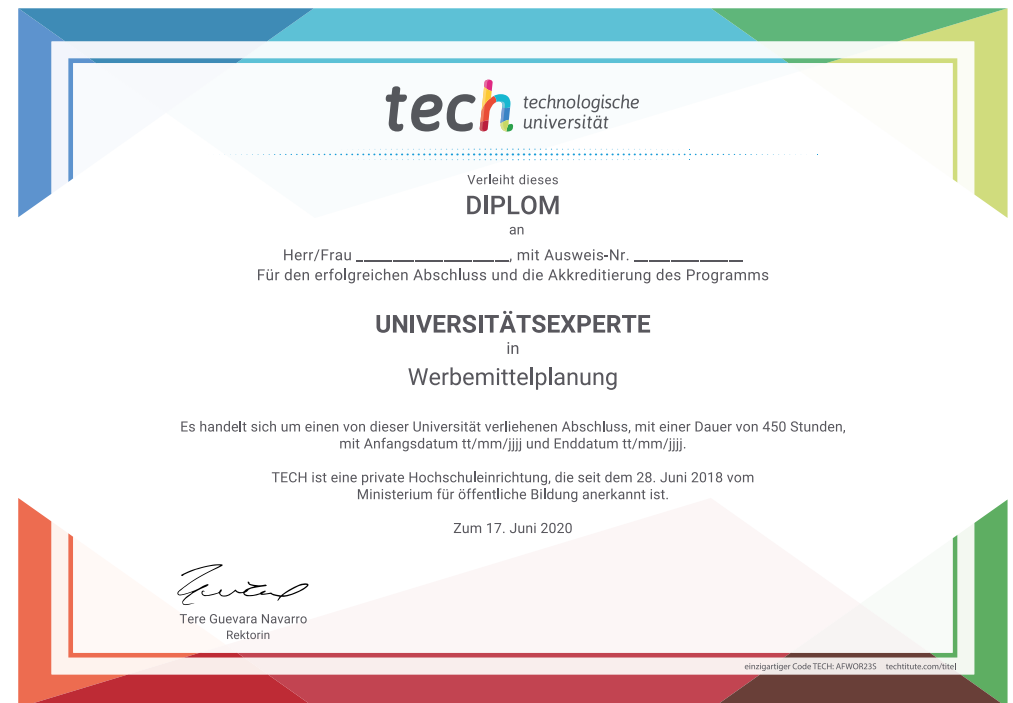 tech technologische
universität
Verleiht dieses
DIPLOM
an
Herr/Frau ____________________, mit Ausweis-Nr. ______________
Für den erfolgreichen Abschluss und die Akkreditierung des Programms
UNIVERSITÄTSEXPERTE
in
Werbemittelplanung
Es handelt sich um einen von dieser Universität verliehenen Abschluss, mit einer Dauer von 450 Stunden,
mit Anfangsdatum tt/mm/jjjj und Enddatum tt/mm/jjjj.
TECH ist eine private Hochschuleinrichtung, die seit dem 28. Juni 2018 vom
Ministerium für öffentliche Bildung anerkannt ist.
Zum 17. Juni 2020
Tere Guevara Navarro
Rektorin
einzigartiger Code TECH: AFWOR23S techtitute.com/titel